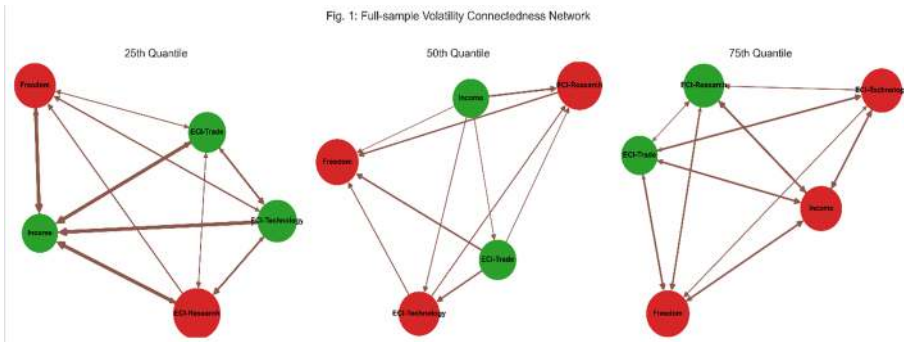 Fig. 1: Full-sample Volatility Connectedness Network
25th Quantile
50th Quantile
75th Quantile
Freedom
ECI-Trade
Income
ECI-Technology
ECI-Research
Income
ECI-Research
Freedom
ECI-Trade
ECI-Technology
ECI-Research
ECI-Technology
ECI-Trade
Income
Freedom